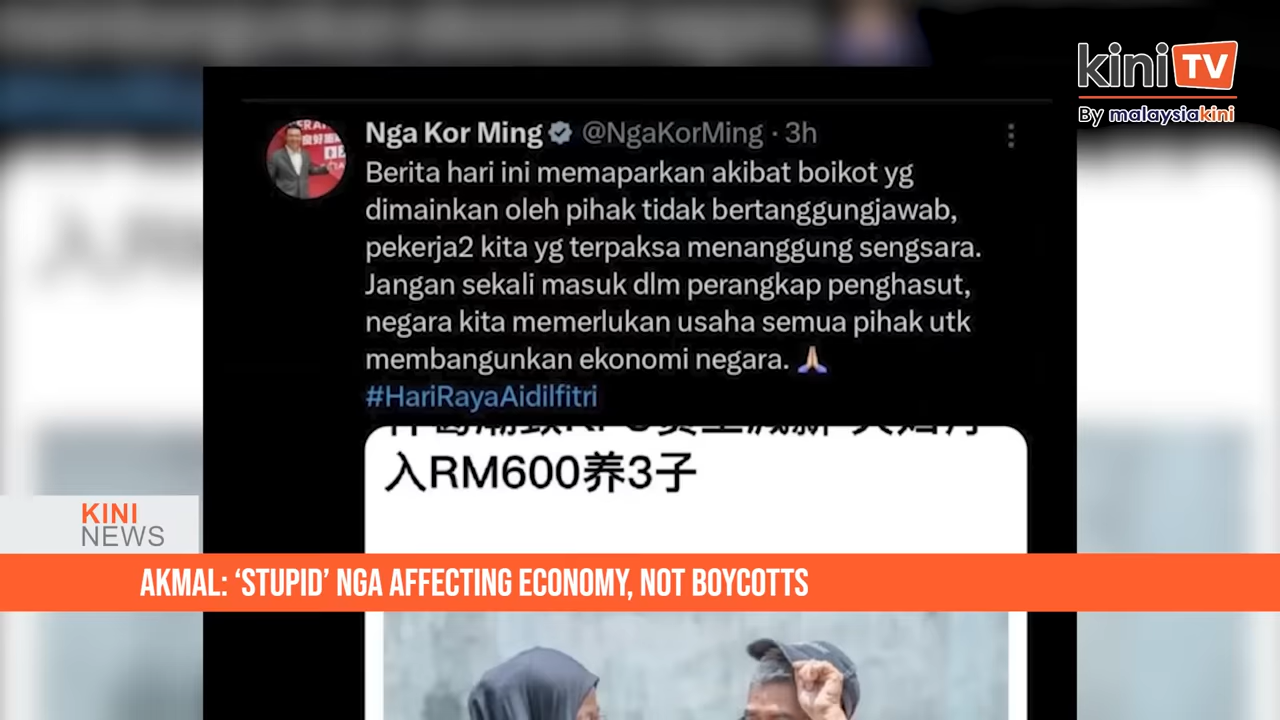 kini TV
By malaysiakini
Nga Kor Ming @NgaKorMing · 3h
Berita hari ini memaparkan akibat boikot yg
dimainkan oleh pihak tidak bertanggungjawab,
pekerja2 kita yg terpaksa menanggung sengsara.
Jangan sekali masuk dlm perangkap penghasut,
negara kita memerlukan usaha semua pihak utk
membangunkan ekonomi negara. 🙏🏼
#HariRayaAidilfitri
入RM600养3子
KINI
NEWS
AKMAL: ‘STUPID’ NGA AFFECTING ECONOMY, NOT BOYCOTTS